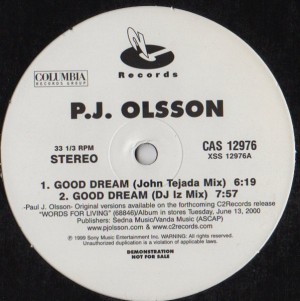 COLUMBIA
RECORDS GROUP
C2
Records
P.J. OLSSON
33 1/3 RPM
STEREO
CAS 12976
XSS 12976A
1. GOOD DREAM (John Tejada Mix) 6:19
2. GOOD DREAM (DJ Iz Mix) 7:57
-Paul J. Olsson- Original versions available on the forthcoming C2Records release
"WORDS FOR LIVING" (68846)/Album in stores Tuesday, June 13, 2000
Publishers: Sedna Music/Vanda Music (ASCAP)
www.pjolsson.com & www.c2records.com
℗ 1999 Sony Music Entertainment Inc. WARNING: All rights reserved.
Unauthorized duplication is a violation of applicable laws.
DEMONSTRATION
NOT FOR SALE